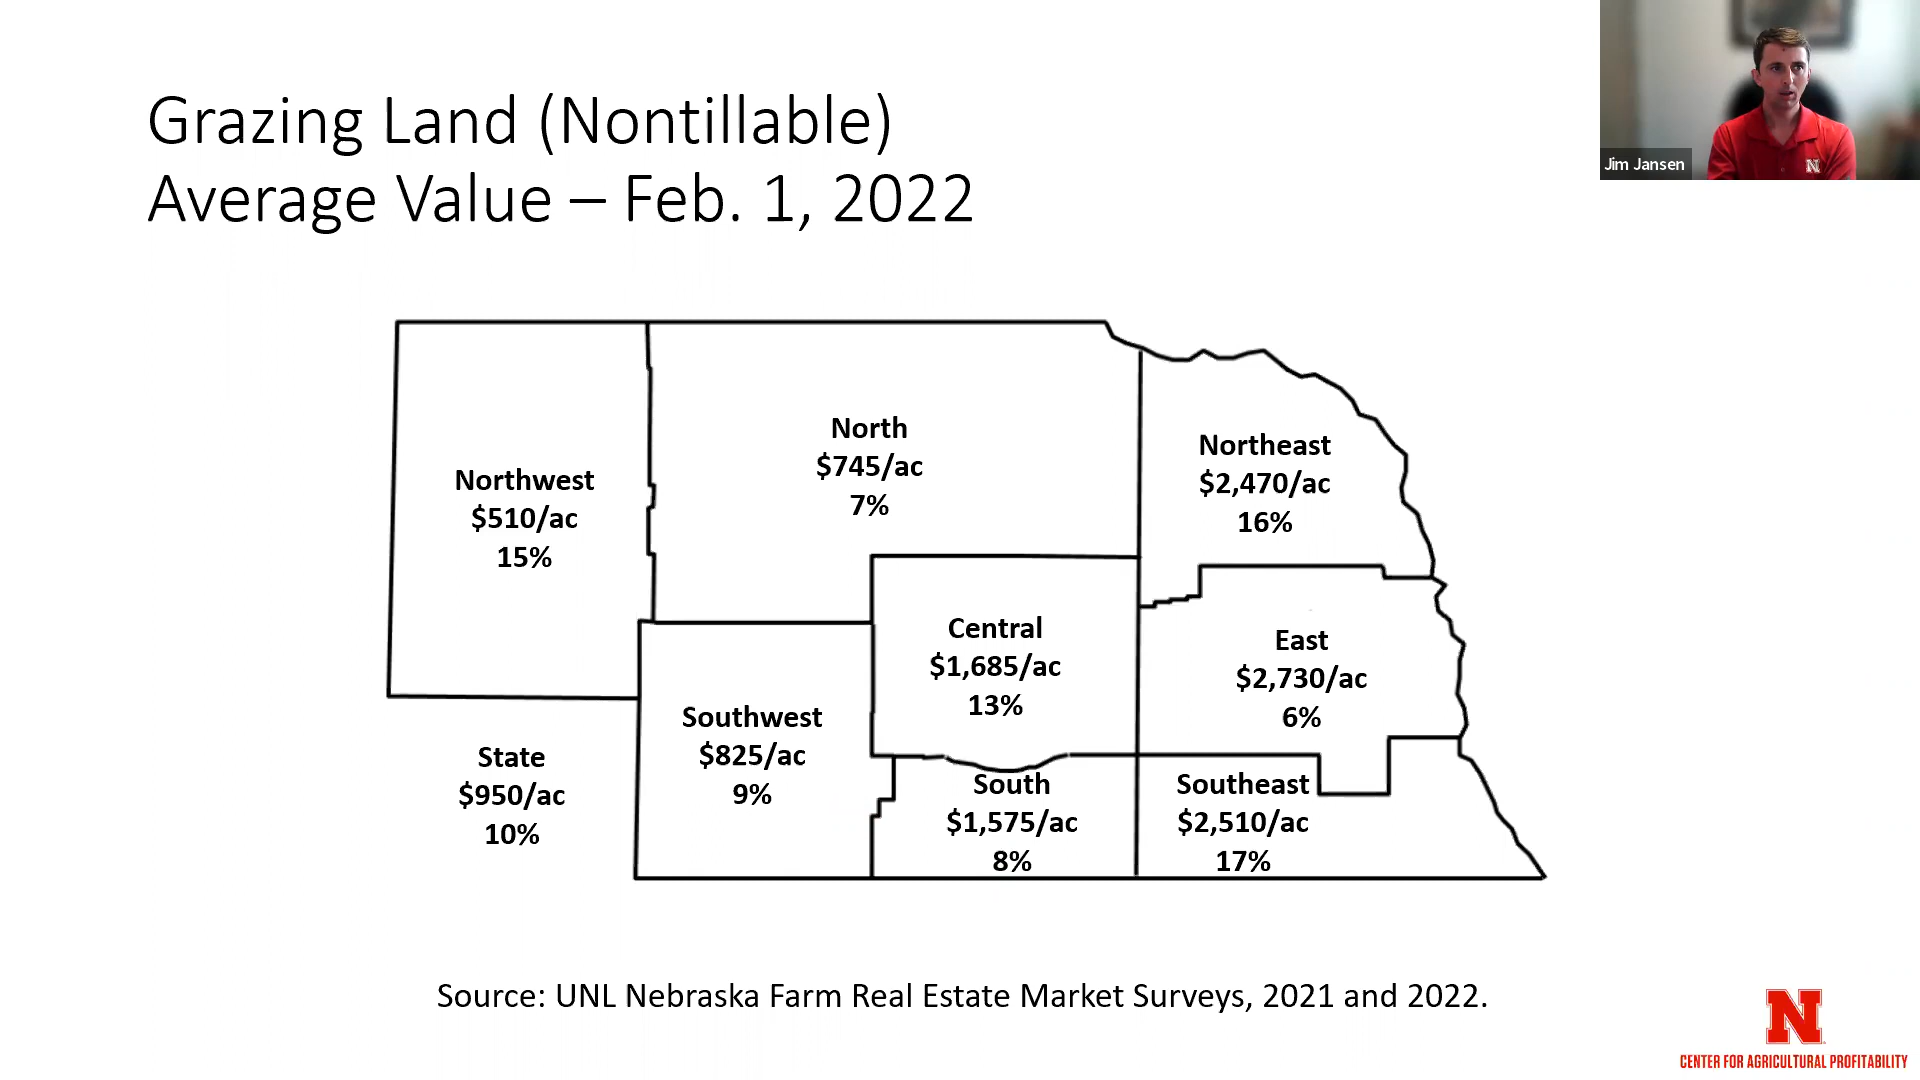 Grazing Land (Nontillable)
Average Value – Feb. 1, 2022
Jim Jansen
N
Northwest
$510/ac
15%
North
$745/ac
7%
Northeast
$2,470/ac
16%
Central
$1,685/ac
13%
East
$2,730/ac
6%
Southwest
$825/ac
9%
State
$950/ac
10%
South
$1,575/ac
8%
Southeast
$2,510/ac
17%
Source: UNL Nebraska Farm Real Estate Market Surveys, 2021 and 2022.
N
CENTER FOR AGRICULTURAL PROFITABILITY